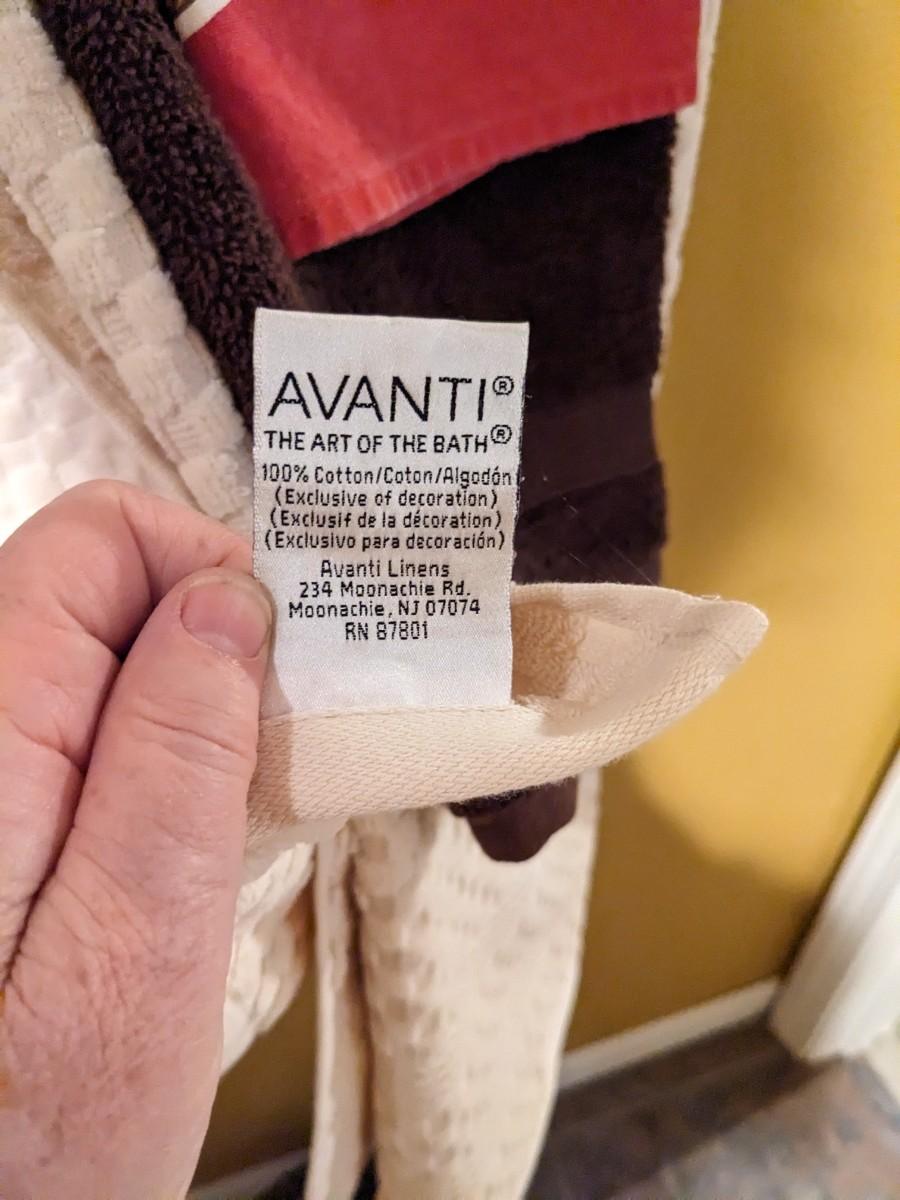 AVANTI®
THE ART OF THE BATH®
100% Cotton/Coton/Algodón
(Exclusive of decoration)
(Exclusif de la décoration)
(Exclusivo para decoración)
Avanti Linens
234 Moonachie Rd.
Moonachie, NJ 07074
RN 87801